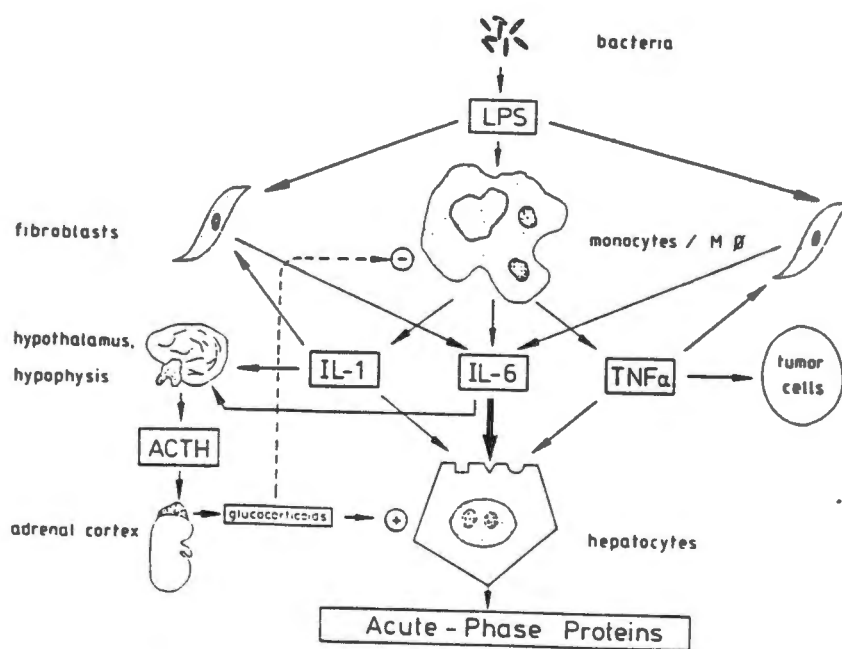 bacteria
LPS
fibroblasts
monocytes / M Ø
−
hypothalamus,
hypophysis
IL-1
IL-6
TNFα
tumor
cells
ACTH
adrenal cortex
glucocorticoids
+
hepatocytes
Acute - Phase Proteins